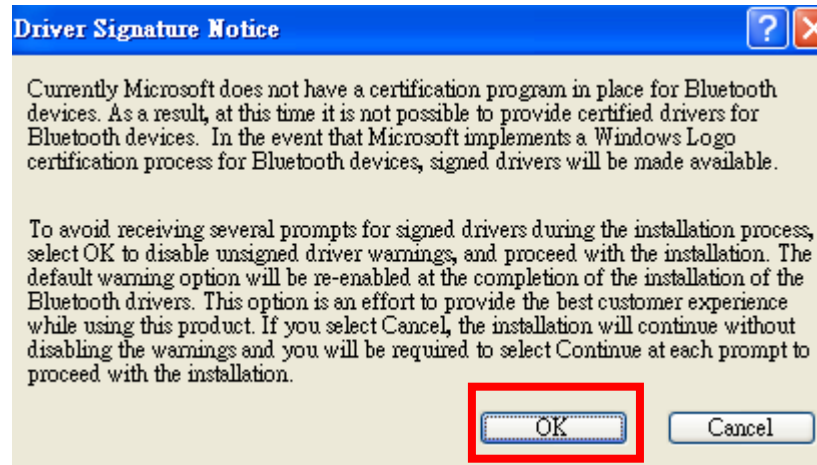 Driver Signature Notice
Currently Microsoft does not have a certification program in place for Bluetooth
devices. As a result, at this time it is not possible to provide certified drivers for
Bluetooth devices. In the event that Microsoft implements a Windows Logo
certification process for Bluetooth devices, signed drivers will be made available.
To avoid receiving several prompts for signed drivers during the installation process,
select OK to disable unsigned driver warnings, and proceed with the installation. The
default warning option will be re-enabled at the completion of the installation of the
Bluetooth drivers. This option is an effort to provide the best customer experience
while using this product. If you select Cancel, the installation will continue without
disabling the warnings and you will be required to select Continue at each prompt to
proceed with the installation.
OK Cancel